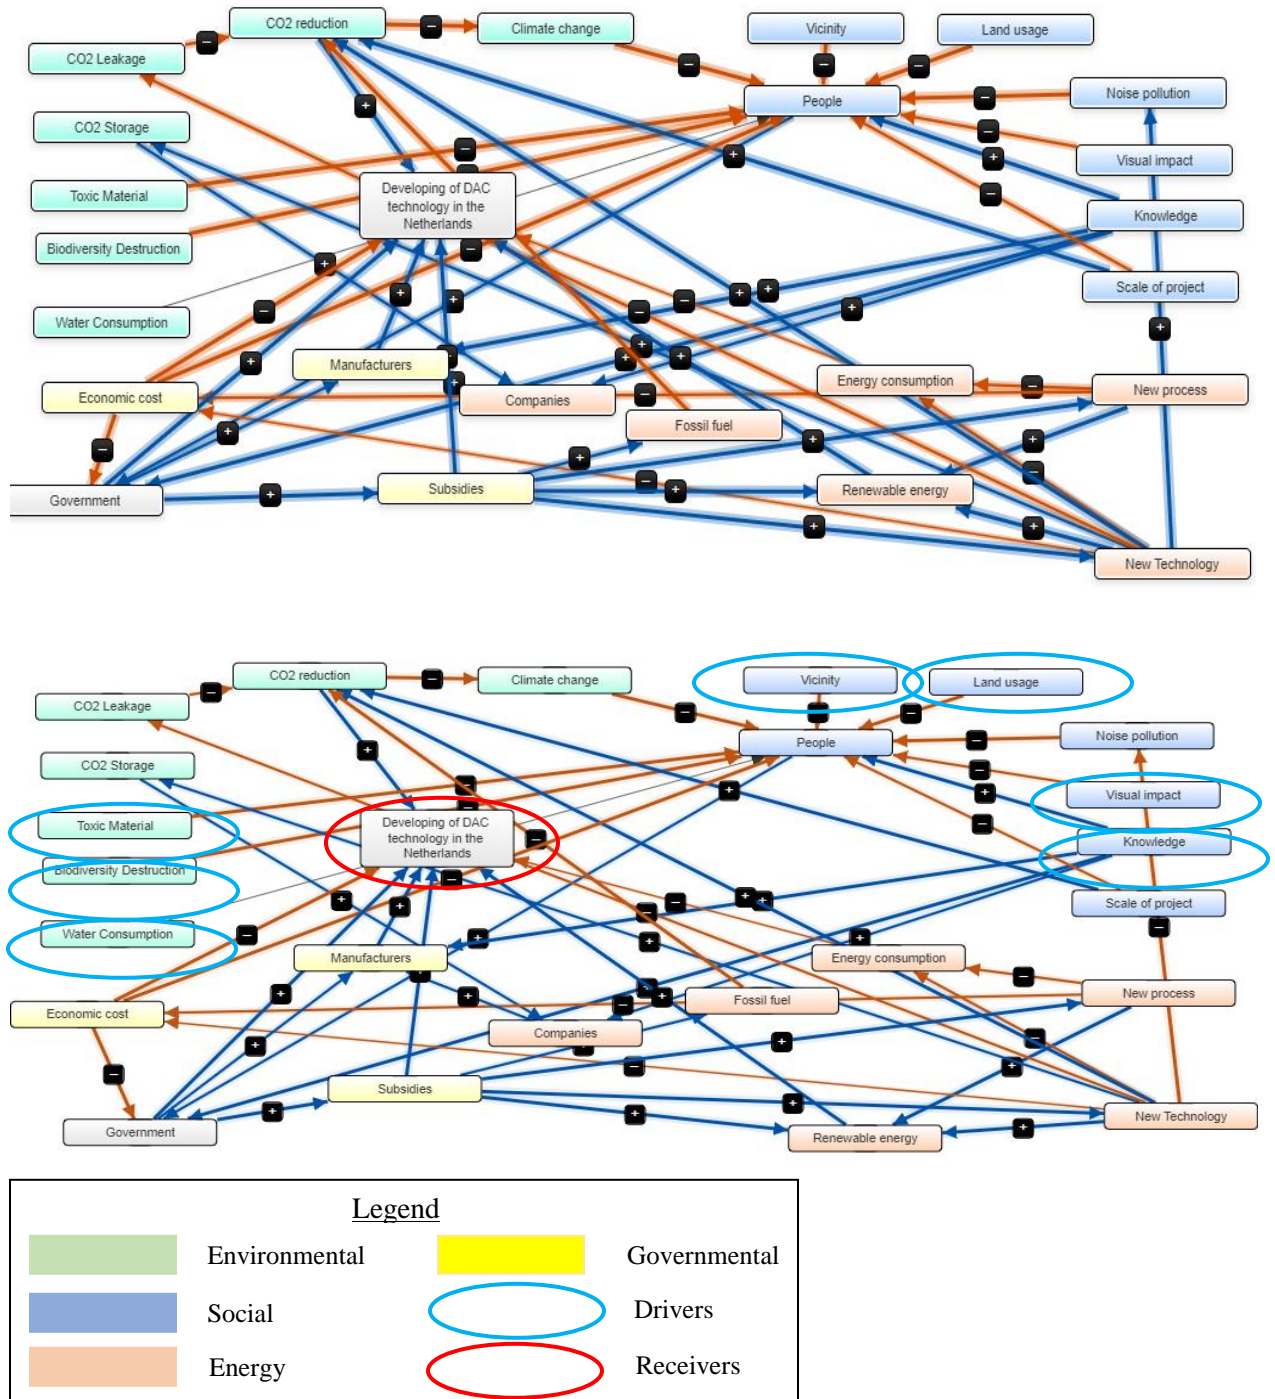 CO2 reduction
Climate change
Vicinity
Land usage
CO2 Leakage
People
Noise pollution
CO2 Storage
Visual impact
Toxic Material
Developing of DAC
technology in the
Netherlands
Knowledge
Biodiversity Destruction
Scale of project
Water Consumption
Manufacturers
Energy consumption
New process
Economic cost
Companies
Fossil fuel
Government
Subsidies
Renewable energy
New Technology
CO2 reduction
Climate change
Vicinity
Land usage
CO2 Leakage
People
Noise pollution
CO2 Storage
Visual impact
Toxic Material
Developing of DAC
technology in the
Netherlands
Knowledge
Biodiversity Destruction
Scale of project
Water Consumption
Manufacturers
Energy consumption
New process
Fossil fuel
Economic cost
Companies
Subsidies
New Technology
Government
Renewable energy
Legend
Environmental
Governmental
Social
Drivers
Energy
Receivers